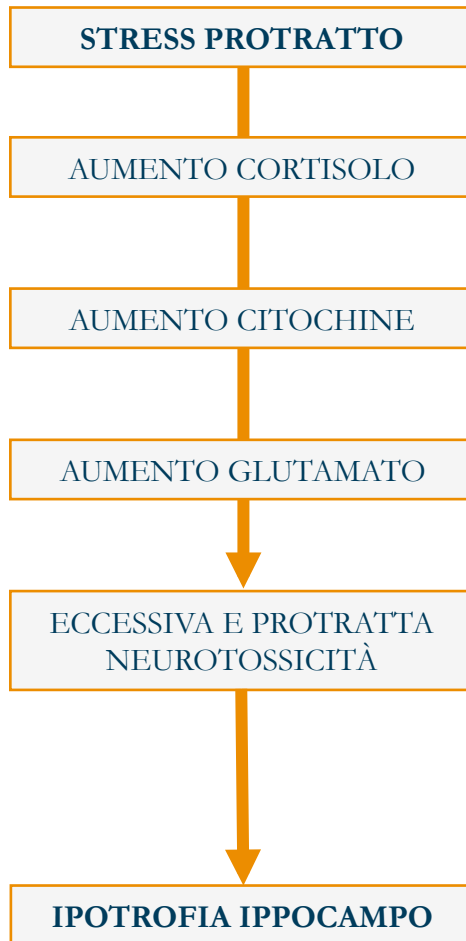 STRESS PROTRATTO
AUMENTO CORTISOLO
AUMENTO CITOCHINE
AUMENTO GLUTAMATO
ECCESSIVA E PROTRATTA
NEUROTOSSICITÀ
IPOTROFIA IPPOCAMPO